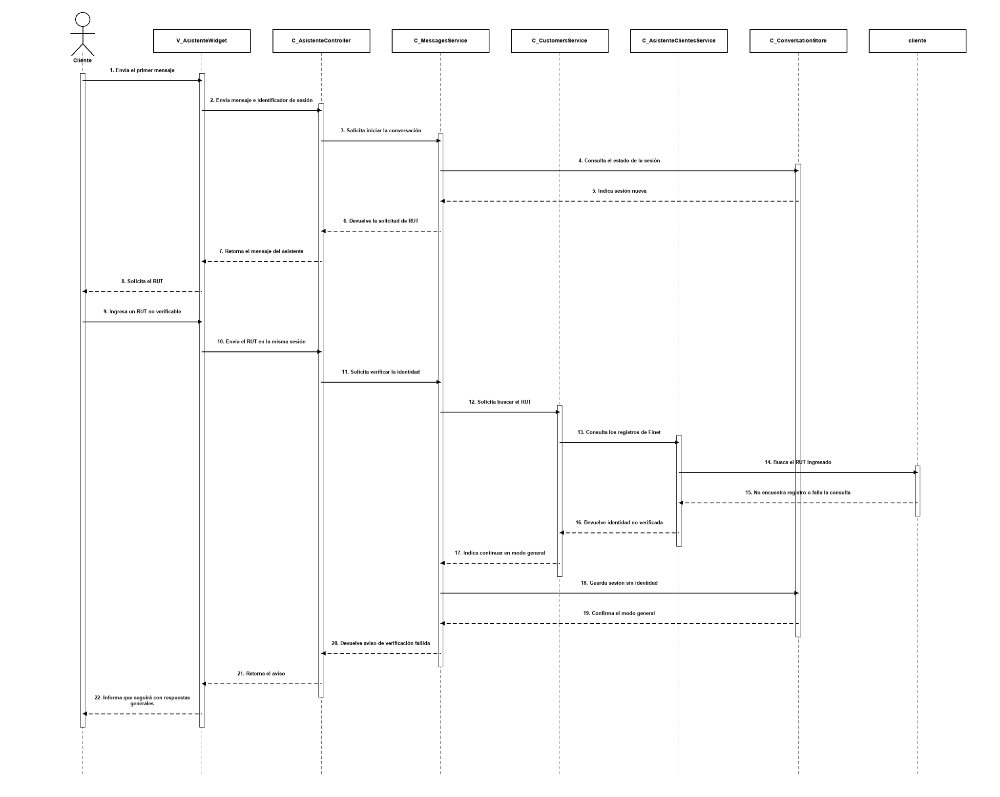 V_AsistenteWidget
C_AsistenteController
C_MessagesService
C_CustomersService
C_AsistenteClientesService
C_ConversationStore
cliente
Cliente
1. Envía el primer mensaje
2. Envía mensaje e identificador de sesión
3. Solicita iniciar la conversación
4. Consulta el estado de la sesión
5. Indica sesión nueva
6. Devuelve la solicitud de RUT
7. Retorna el mensaje del asistente
8. Solicita el RUT
9. Ingresa un RUT no verificable
10. Envía el RUT en la misma sesión
11. Solicita verificar la identidad
12. Solicita buscar el RUT
13. Consulta los registros de Finet
14. Busca el RUT ingresado
15. No encuentra registro o falla la consulta
16. Devuelve identidad no verificada
17. Indica continuar en modo general
18. Guarda sesión sin identidad
19. Confirma el modo general
20. Devuelve aviso de verificación fallida
21. Retorna el aviso
22. Informa que seguirá con respuestas
generales